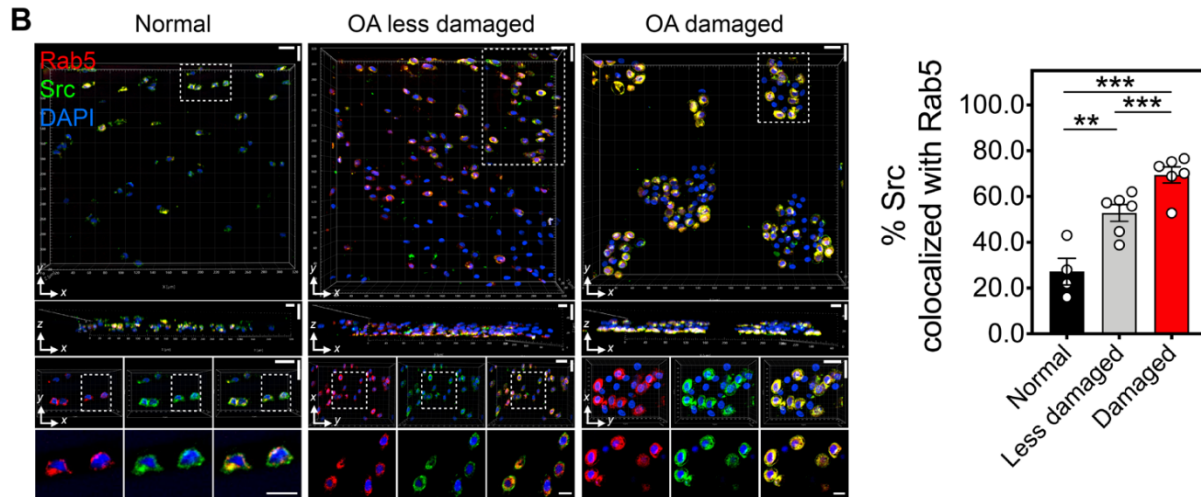 B
Normal
OA less damaged
OA damaged
Rab5
Src
DAPI
y
x
y
x
y
x
z
x
z
x
z
x
y
x
x
y
y
x
% Src
colocalized with Rab5
100.0
80.0
60.0
40.0
20.0
0.0
***
***
**
Normal
Less damaged
Damaged